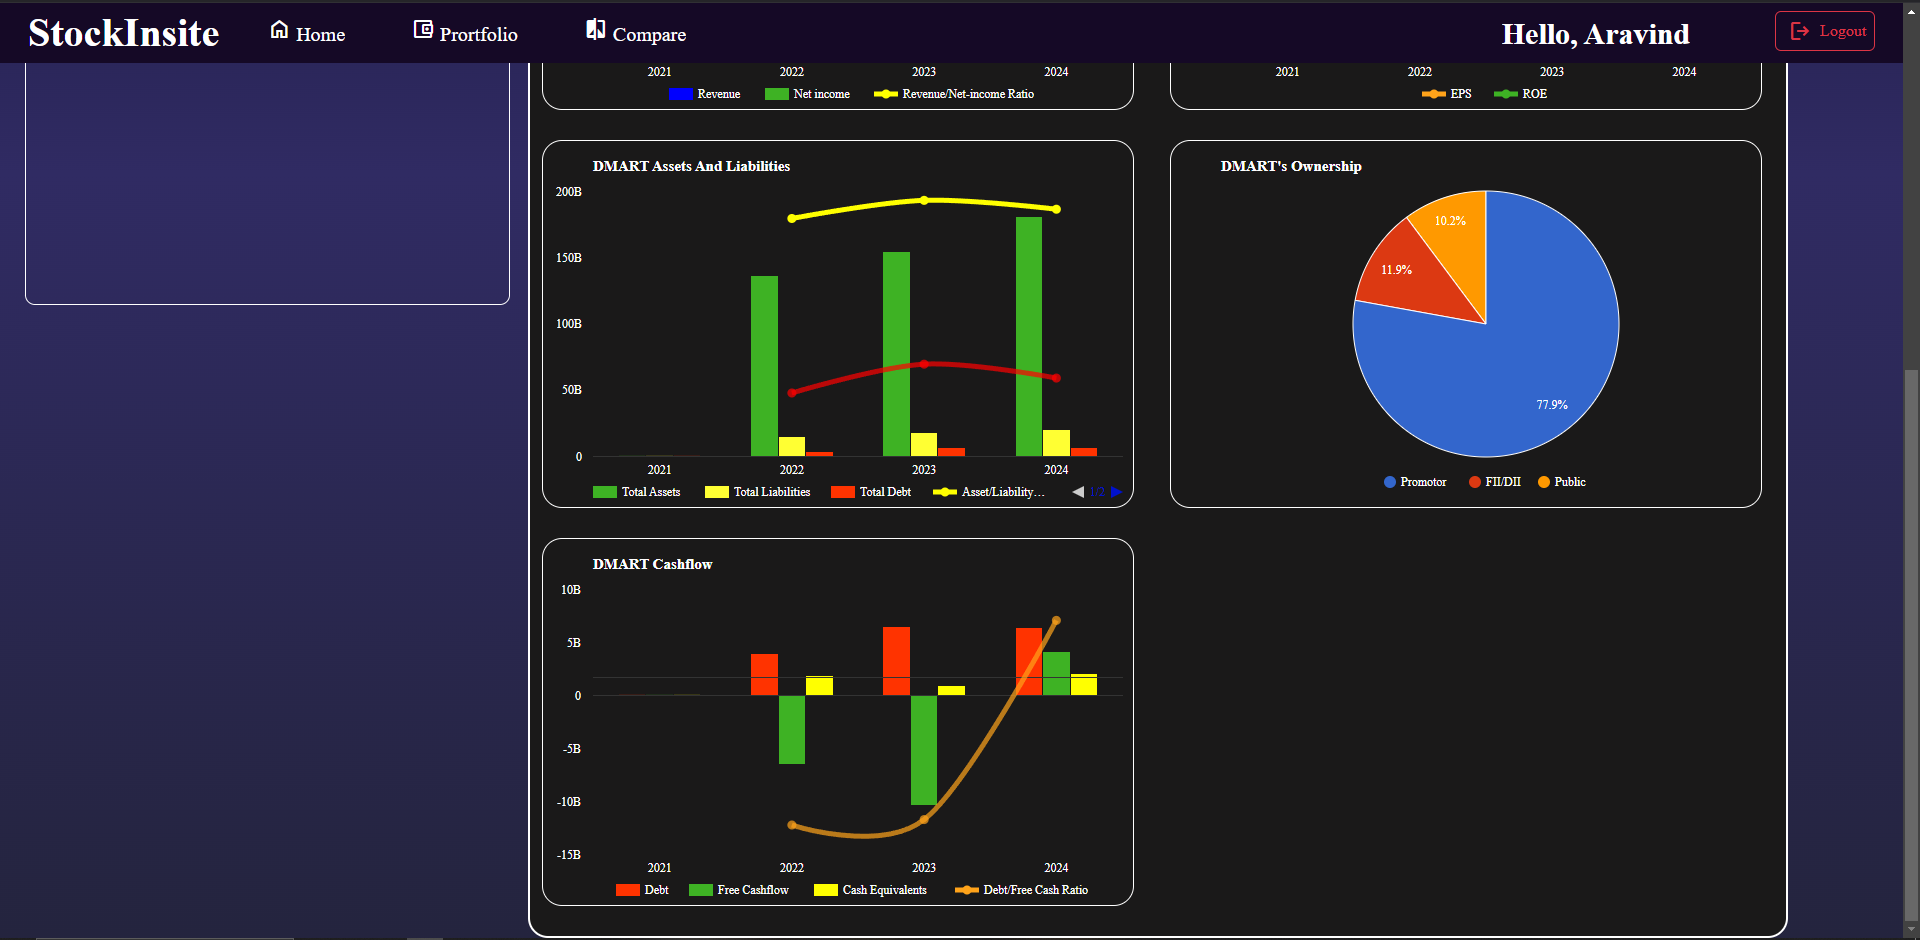 StockInsite
Home
Prortfolio
Compare
Hello, Aravind
Logout
2021 2022 2023 2024
Revenue Net income Revenue/Net-income Ratio
2021 2022 2023 2024
EPS ROE
DMART Assets And Liabilities
200B
150B
100B
50B
0
2021 2022 2023 2024
Total Assets Total Liabilities Total Debt Asset/Liability... 1/2
DMART's Ownership
10.2%
11.9%
77.9%
Promotor FII/DII Public
DMART Cashflow
10B
5B
0
-5B
-10B
-15B
2021 2022 2023 2024
Debt Free Cashflow Cash Equivalents Debt/Free Cash Ratio